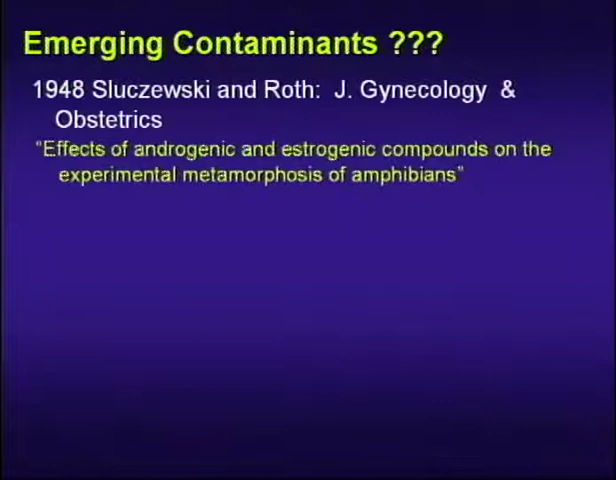 Emerging Contaminants ???
1948 Sluczewski and Roth: J. Gynecology &
Obstetrics
"Effects of androgenic and estrogenic compounds on the
experimental metamorphosis of amphibians"